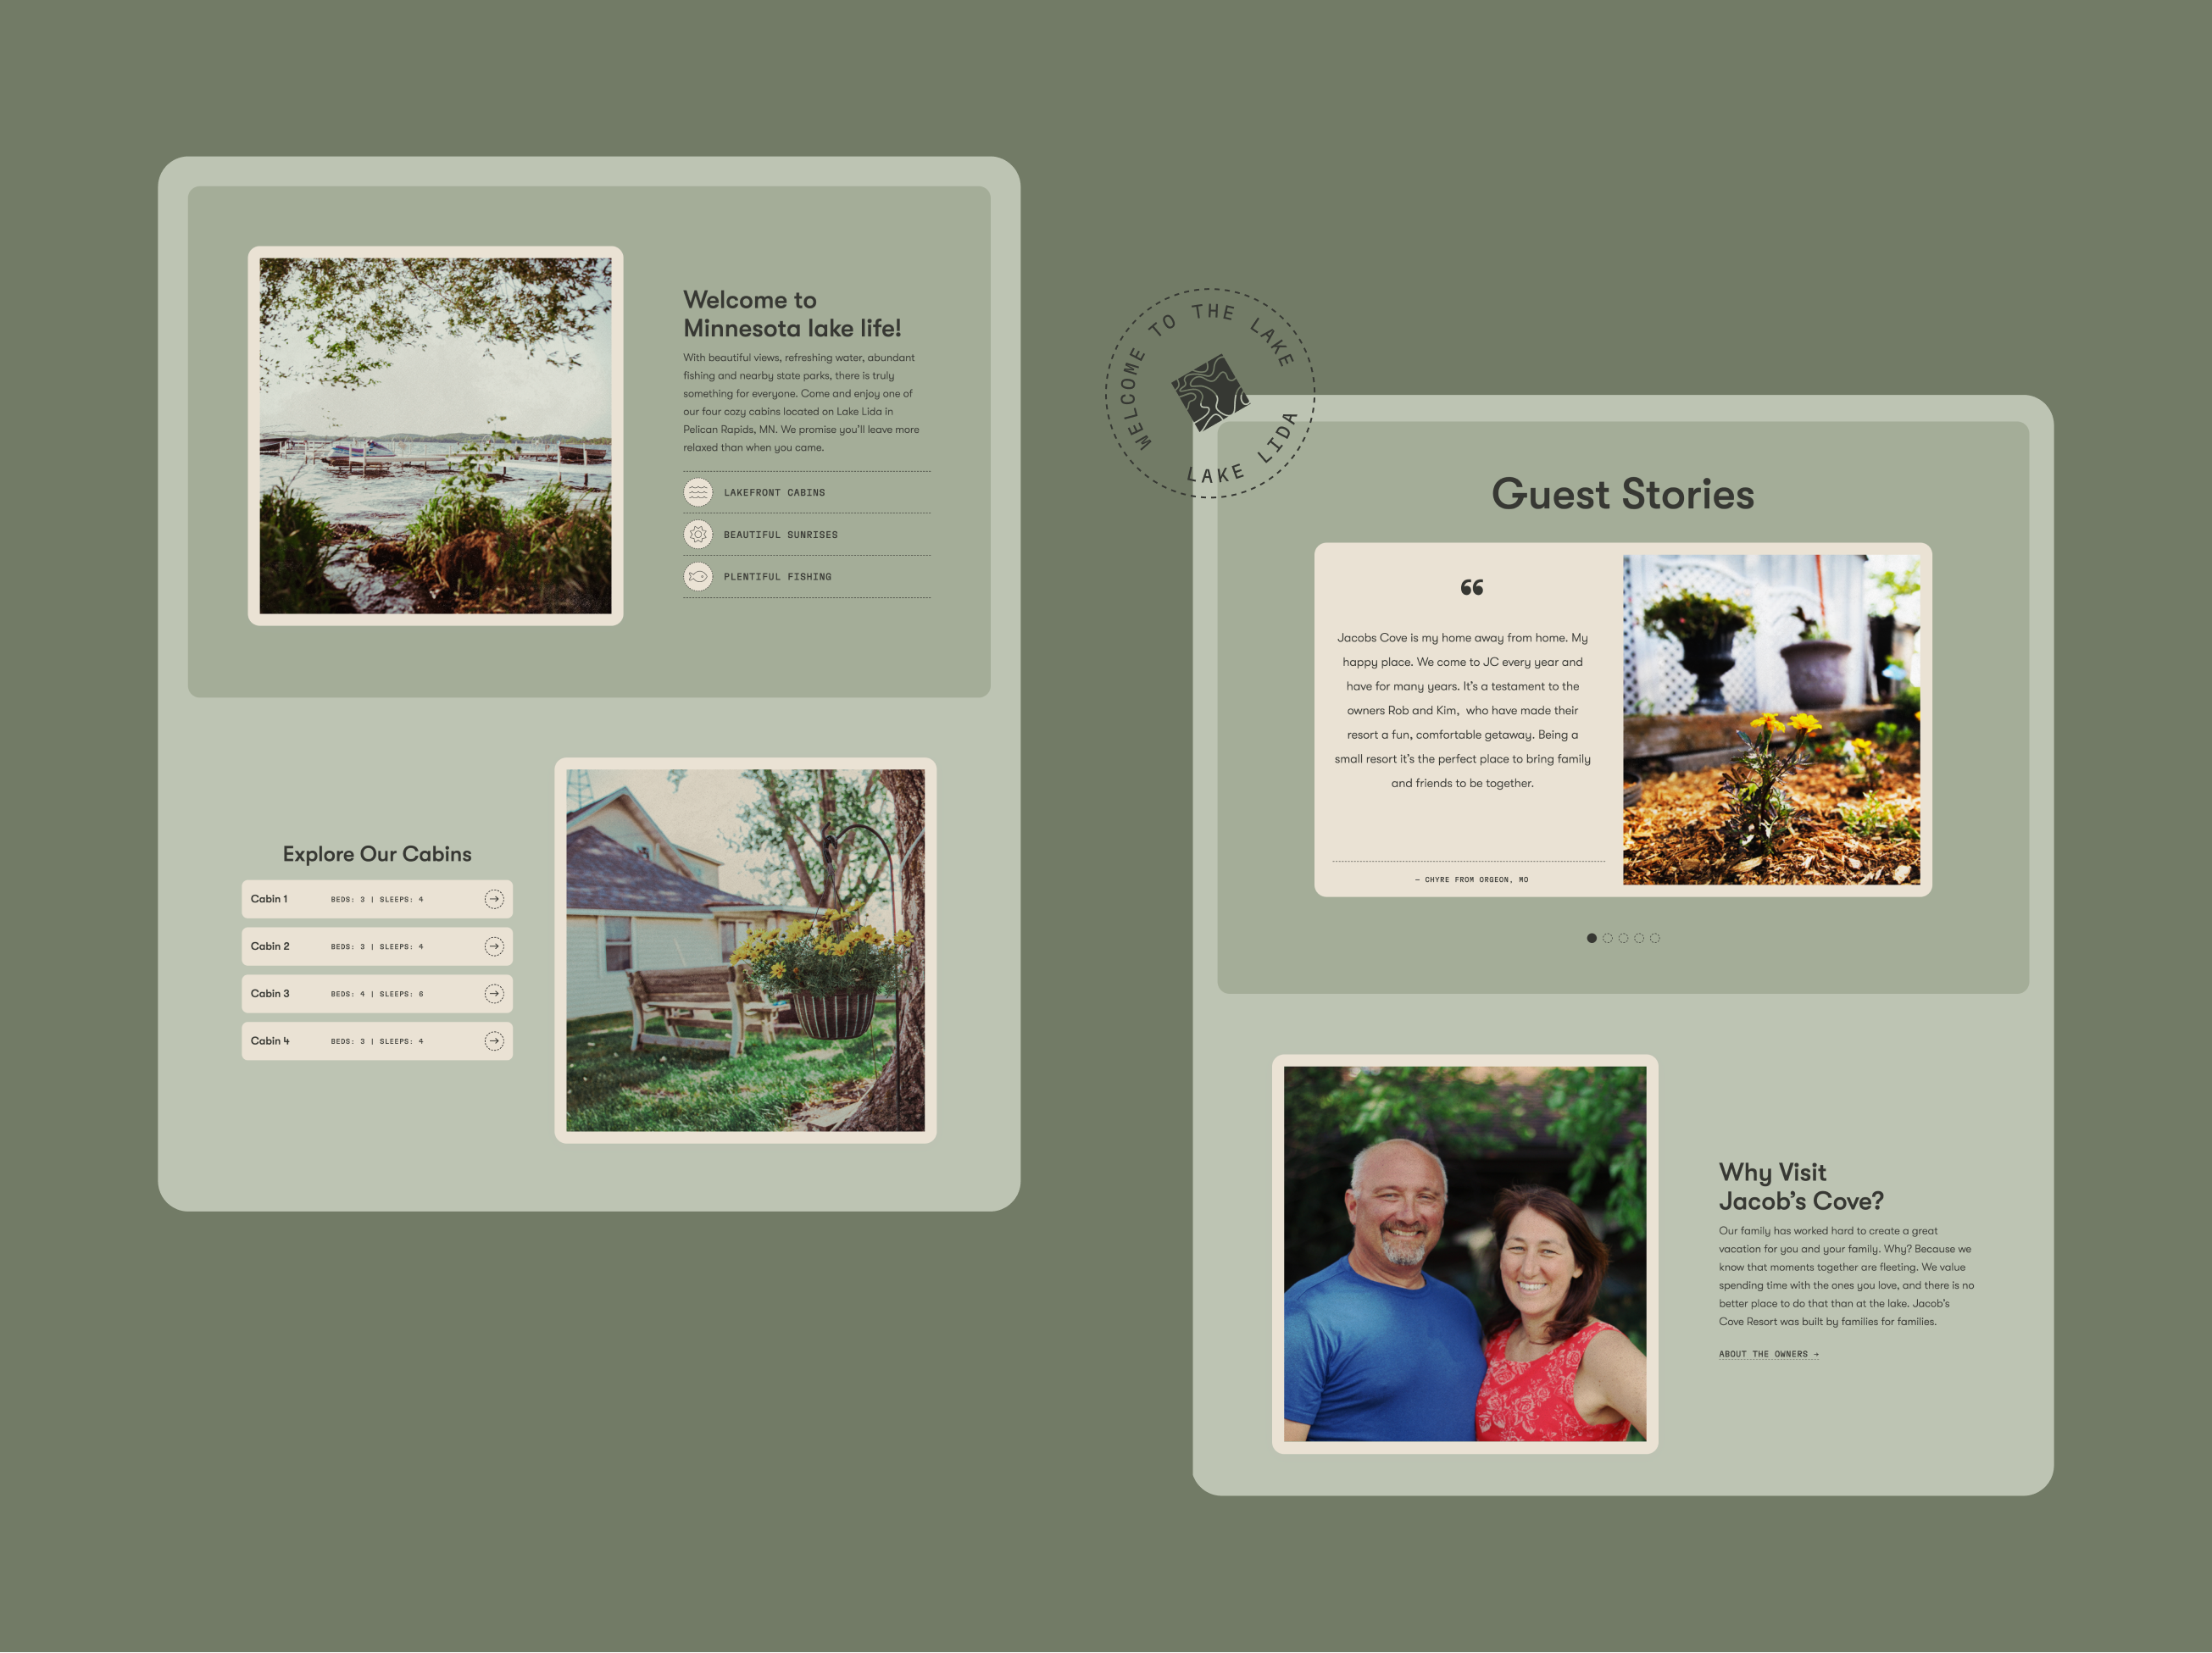 Welcome to
Minnesota lake life!
With beautiful views, refreshing water, abundant
fishing and nearby state parks, there is truly
something for everyone. Come and enjoy one of
our four cozy cabins located on Lake Lida in
Pelican Rapids, MN. We promise you'll leave more
relaxed than when you came.
LAKEFRONT CABINS
BEAUTIFUL SUNRISES
PLENTIFUL FISHING
Explore Our Cabins
Cabin 1 BEDS: 3 | SLEEPS: 4 →
Cabin 2 BEDS: 3 | SLEEPS: 4 →
Cabin 3 BEDS: 4 | SLEEPS: 6 →
Cabin 4 BEDS: 3 | SLEEPS: 4 →
WELCOME TO THE LAKE
LAKE LIDA
Guest Stories
“
Jacobs Cove is my home away from home. My
happy place. We come to JC every year and
have for many years. It's a testament to the
owners Rob and Kim,  who have made their
resort a fun, comfortable getaway. Being a
small resort it's the perfect place to bring family
and friends to be together.
– CHYRE FROM ORGEON, MO
Why Visit
Jacob's Cove?
Our family has worked hard to create a great
vacation for you and your family. Why? Because we
know that moments together are fleeting. We value
spending time with the ones you love, and there is no
better place to do that than at the lake. Jacob's
Cove Resort was built by families for families.
ABOUT THE OWNERS →